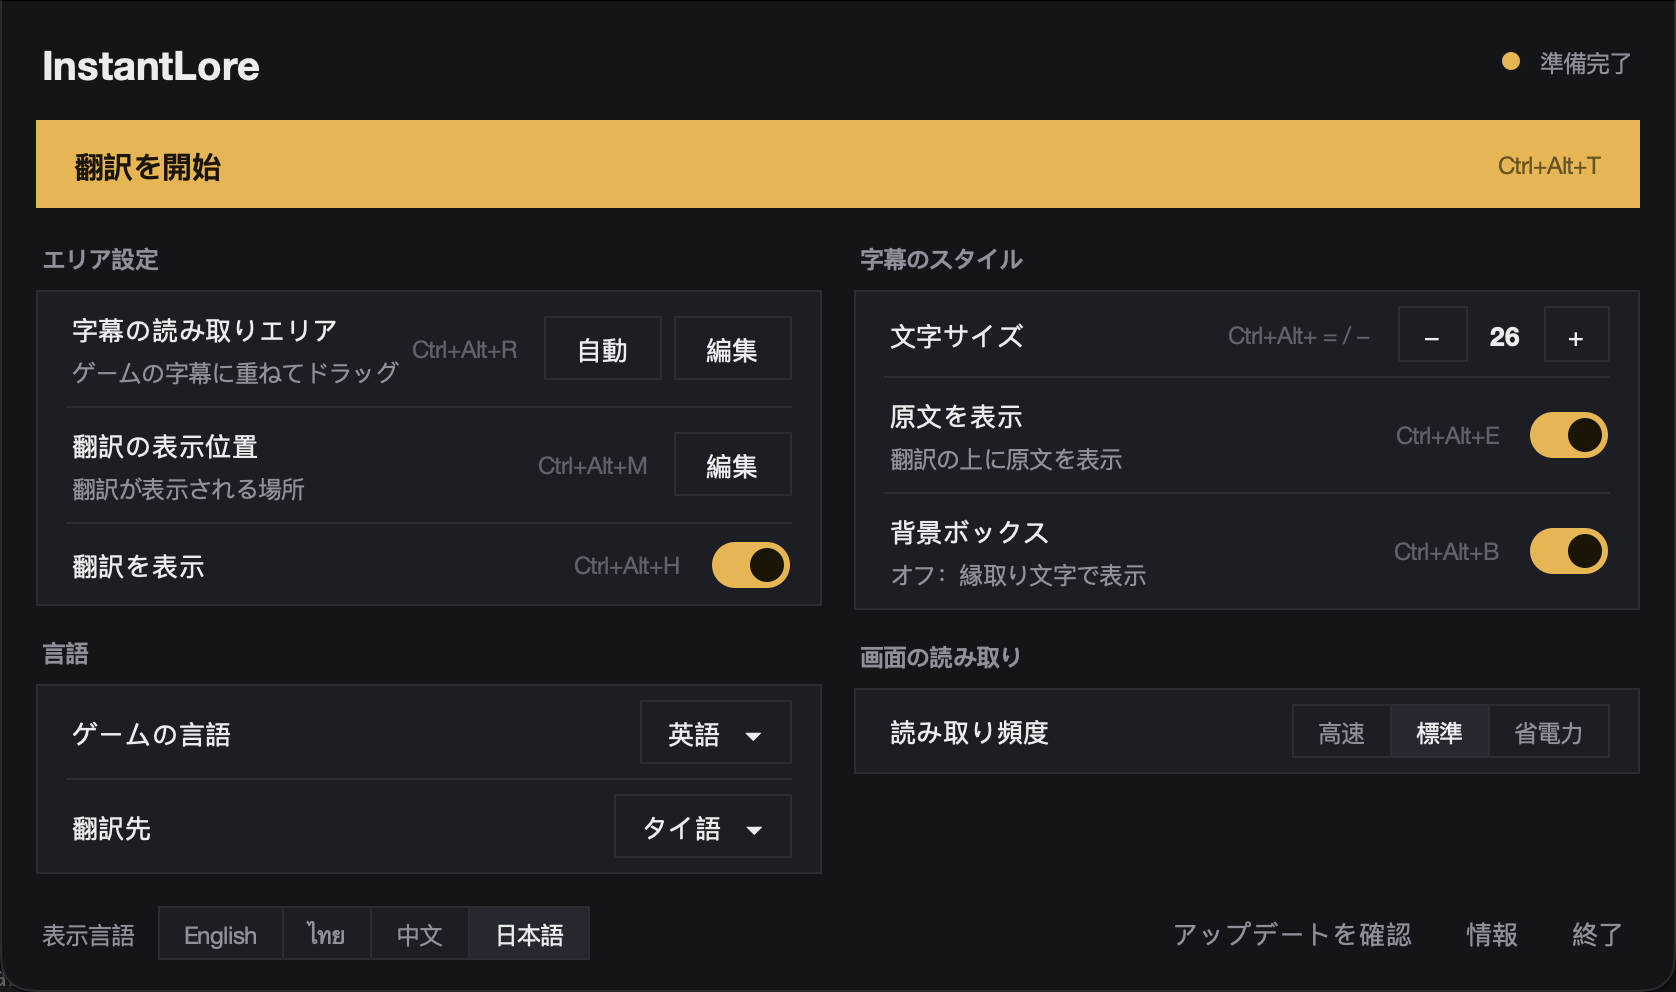 InstantLore
準備完了
翻訳を開始 Ctrl+Alt+T
エリア設定
字幕の読み取りエリア
ゲームの字幕に重ねてドラッグ
Ctrl+Alt+R 自動 編集
翻訳の表示位置
翻訳が表示される場所
Ctrl+Alt+M 編集
翻訳を表示 Ctrl+Alt+H
言語
ゲームの言語 英語
翻訳先 タイ語
字幕のスタイル
文字サイズ Ctrl+Alt+ = / − − 26 +
原文を表示
翻訳の上に原文を表示
Ctrl+Alt+E
背景ボックス
オフ：縁取り文字で表示
Ctrl+Alt+B
画面の読み取り
読み取り頻度 高速 標準 省電力
表示言語 English ไทย 中文 日本語
アップデートを確認 情報 終了